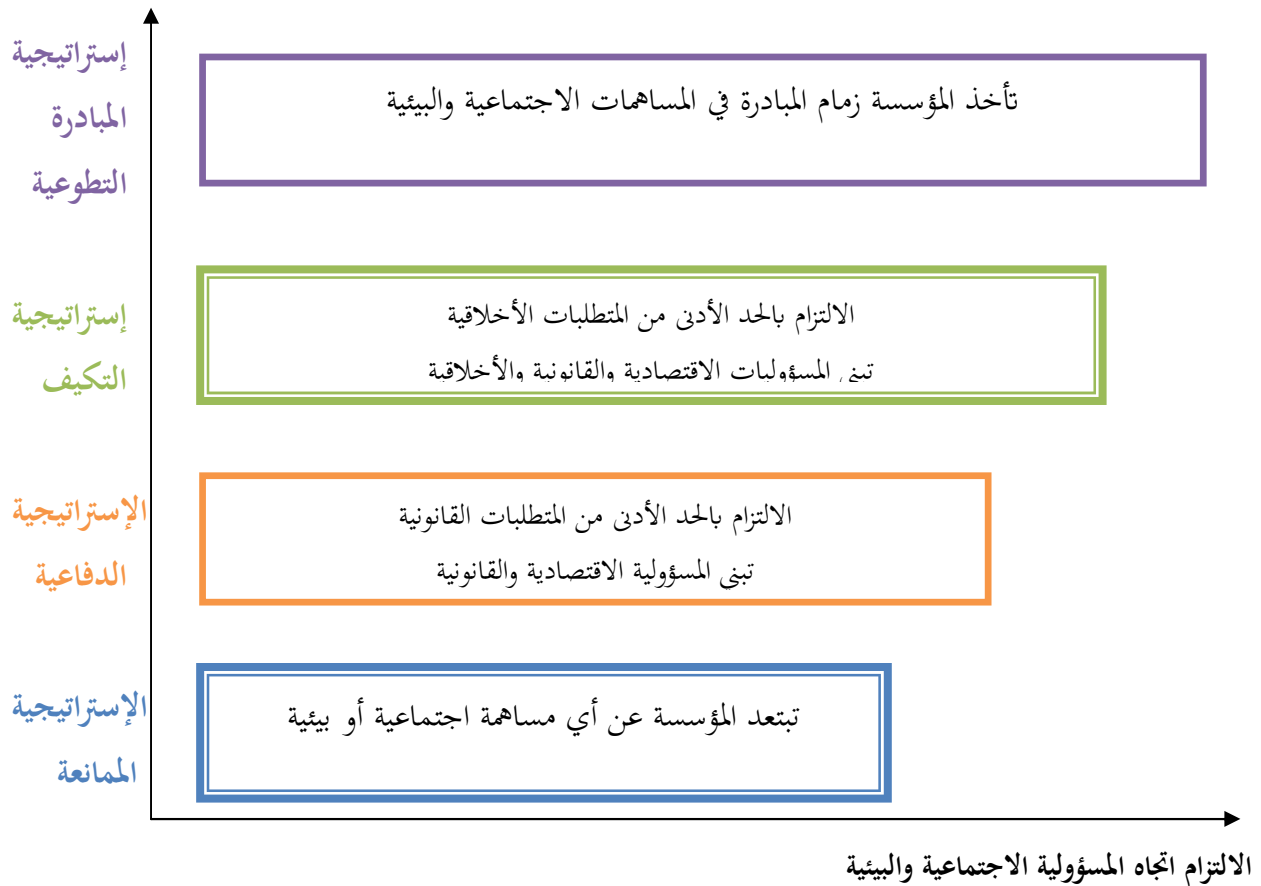 إستراتيجية
المبادرة
التطوعية
تأخذ المؤسسة زمام المبادرة في المساهمات الاجتماعية والبيئية
إستراتيجية
التكيف
الالتزام بالحد الأدنى من المتطلبات الأخلاقية
تبني المسؤوليات الاقتصادية والقانونية والأخلاقية
الإستراتيجية
الدفاعية
الالتزام بالحد الأدنى من المتطلبات القانونية
تبني المسؤولية الاقتصادية والقانونية
الإستراتيجية
الممانعة
تبتعد المؤسسة عن أي مساهمة اجتماعية أو بيئية
الالتزام اتجاه المسؤولية الاجتماعية والبيئية